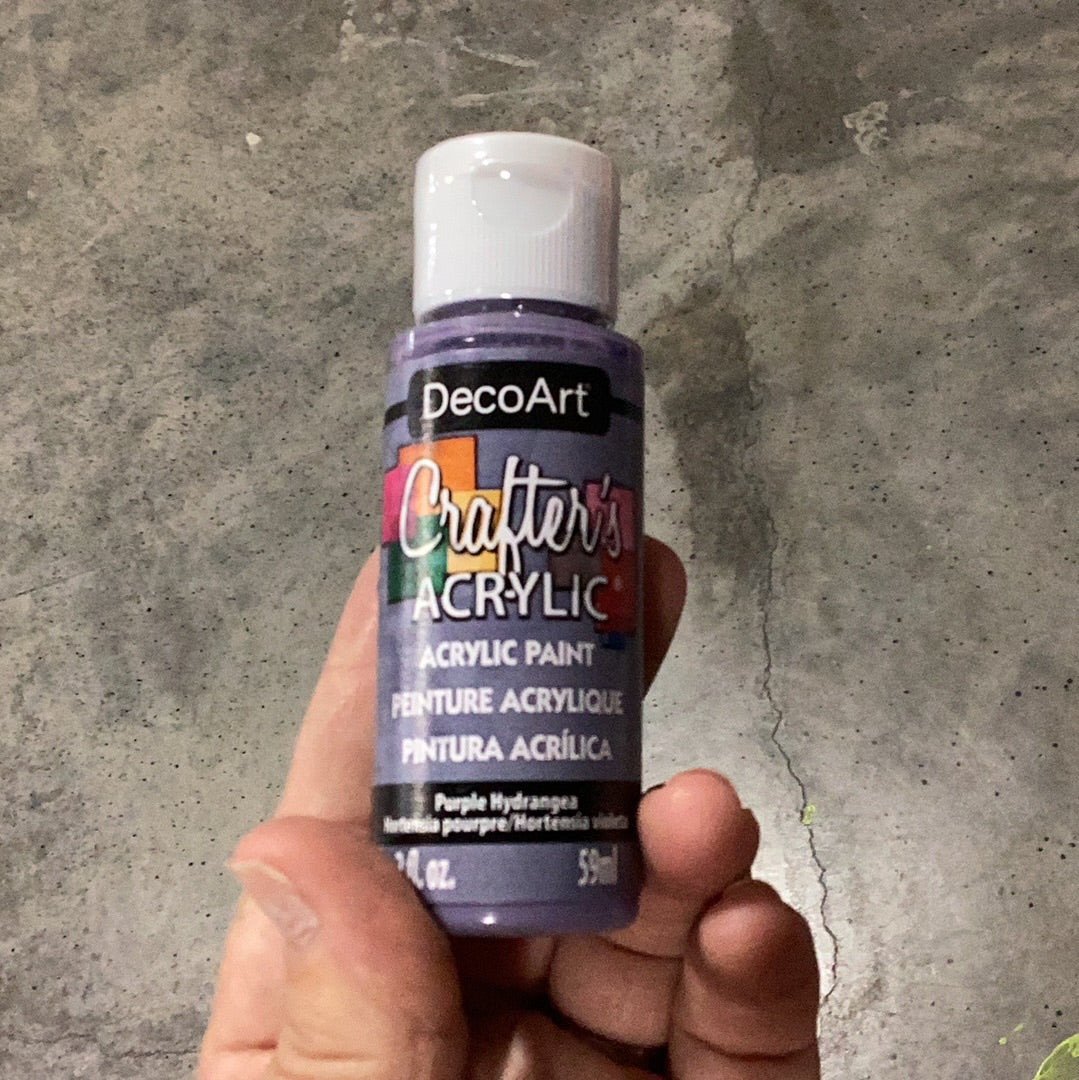 DecoArt®
Crafter's
ACRYLIC®
ACRYLIC PAINT
PEINTURE ACRYLIQUE
PINTURA ACRÍLICA
Purple Hydrangea
Hortensia pourpre/Hortensia violeta
fl. oz. 59ml